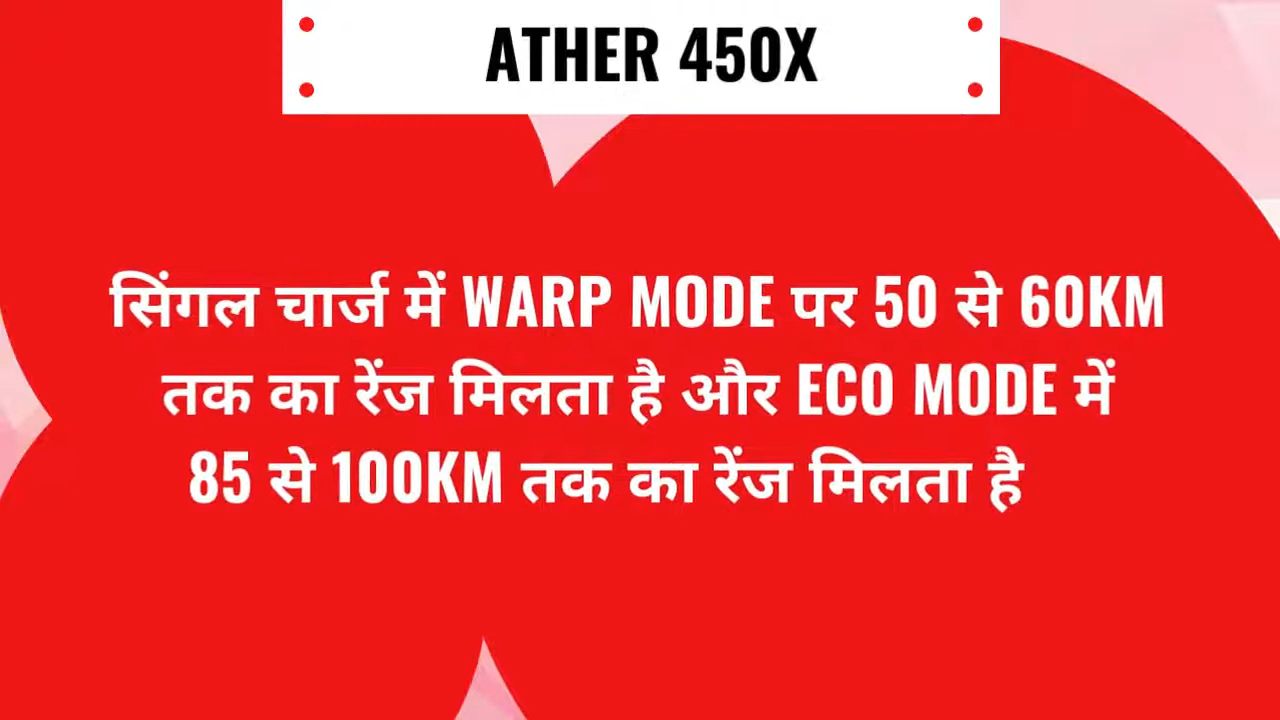 ATHER 450X
सिंगल चार्ज में WARP MODE पर 50 से 60KM
तक का रेंज मिलता है और ECO MODE में
85 से 100KM तक का रेंज मिलता है